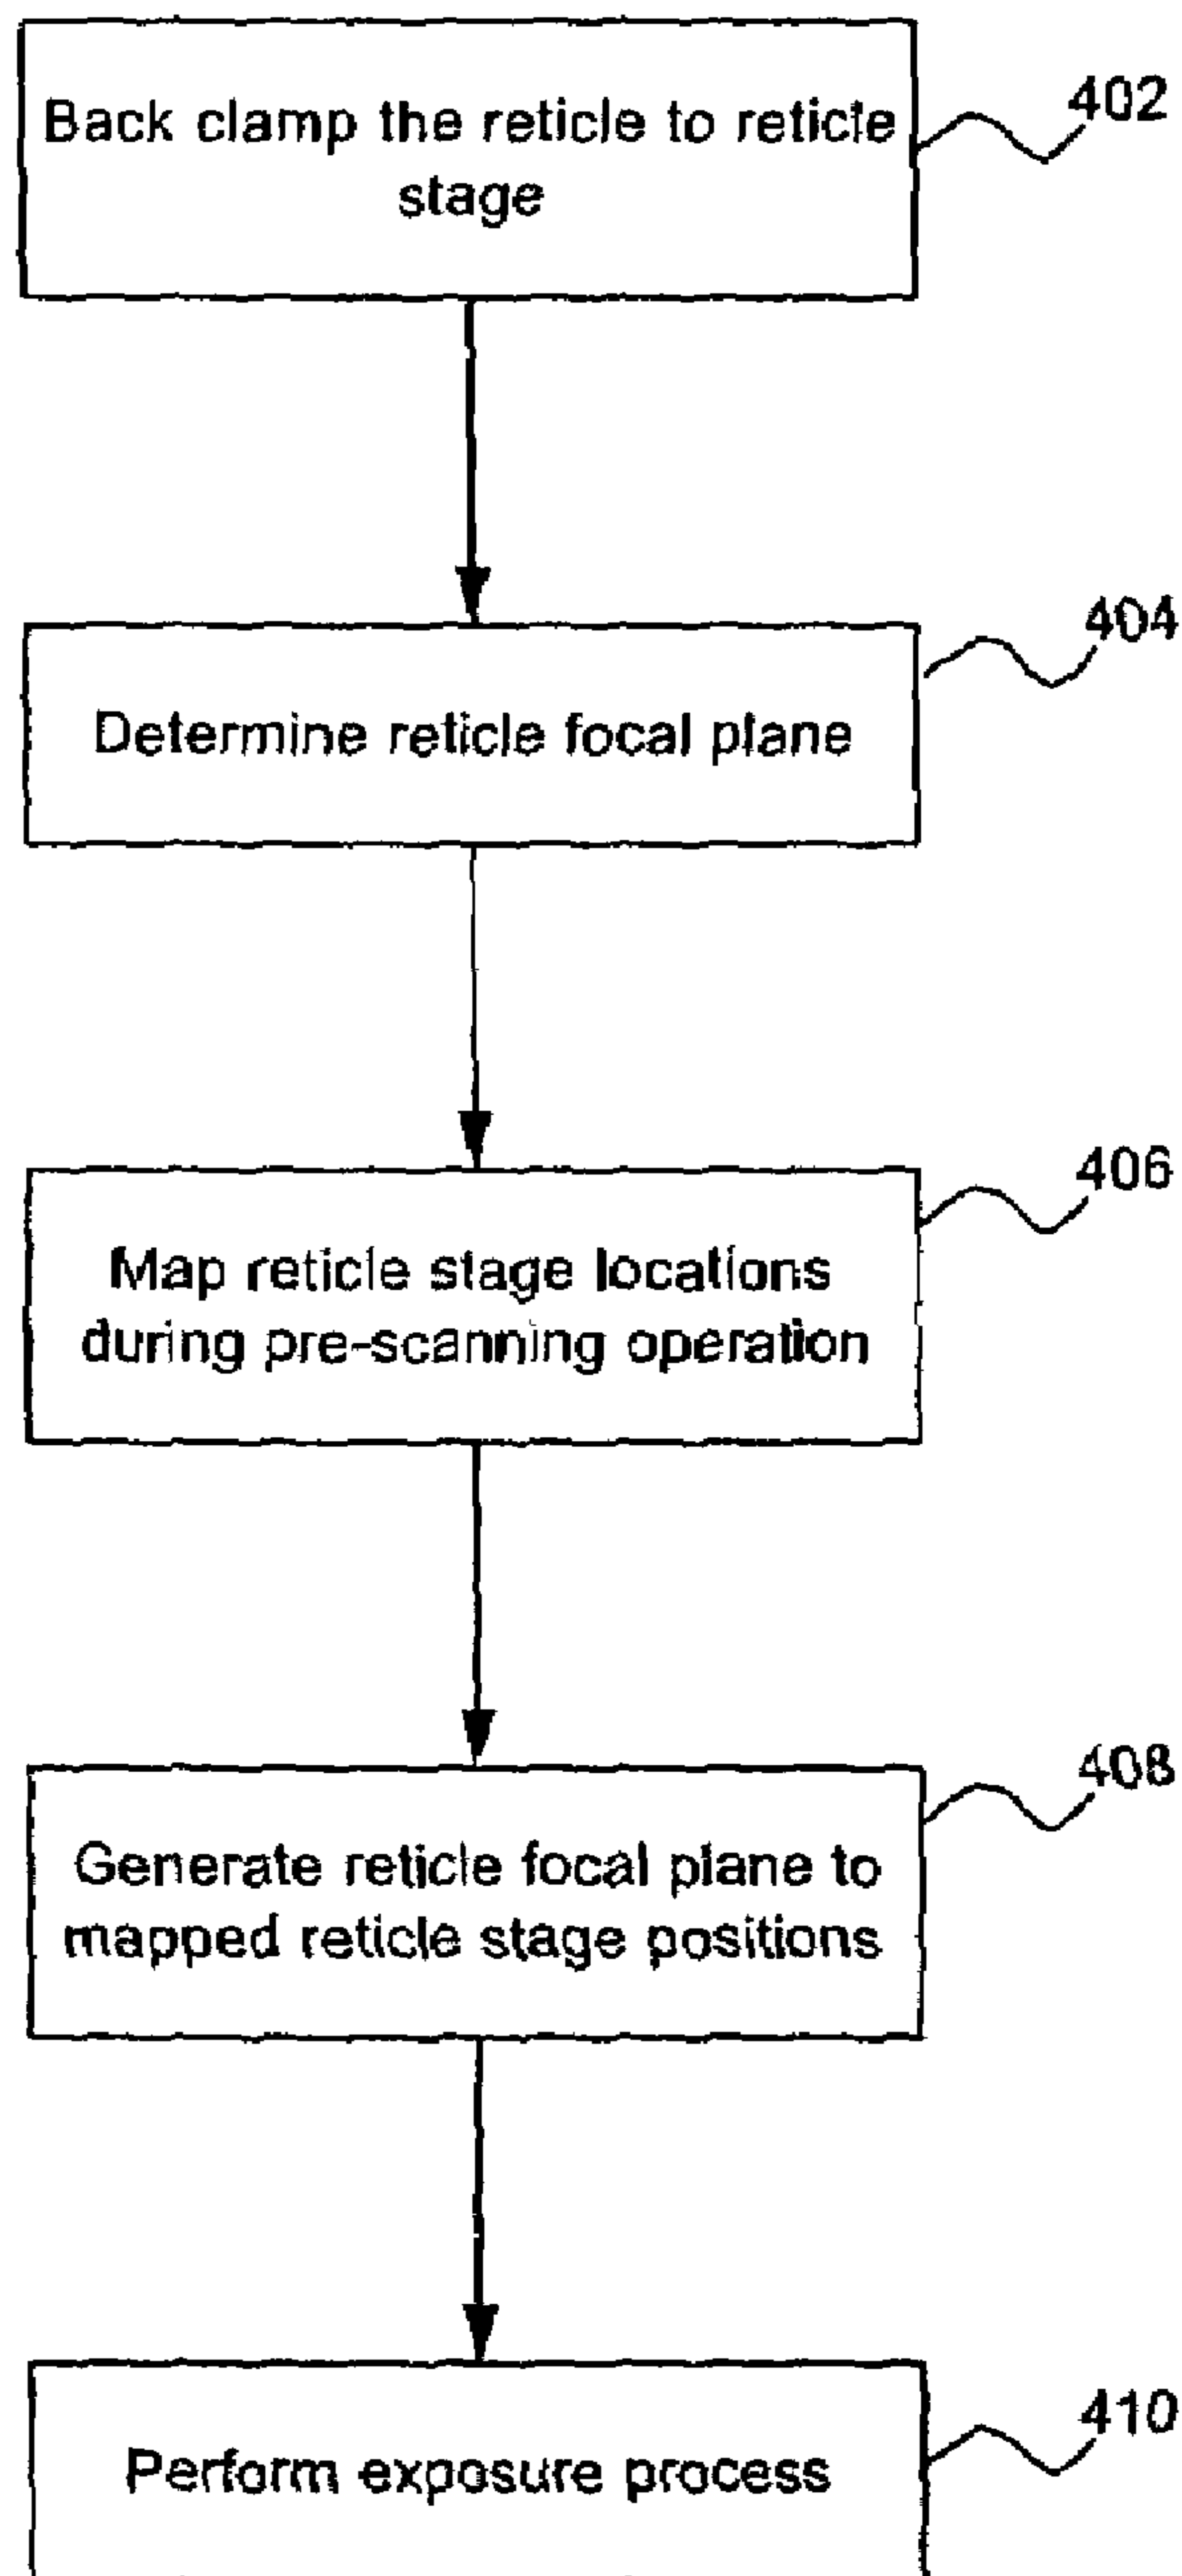 Back clamp the reticle to reticle
stage
402
Determine reticle focal plane
404
Map reticle stage locations
during pre-scanning operation
406
Generate reticle focal plane to
mapped reticle stage positions
408
Perform exposure process
410